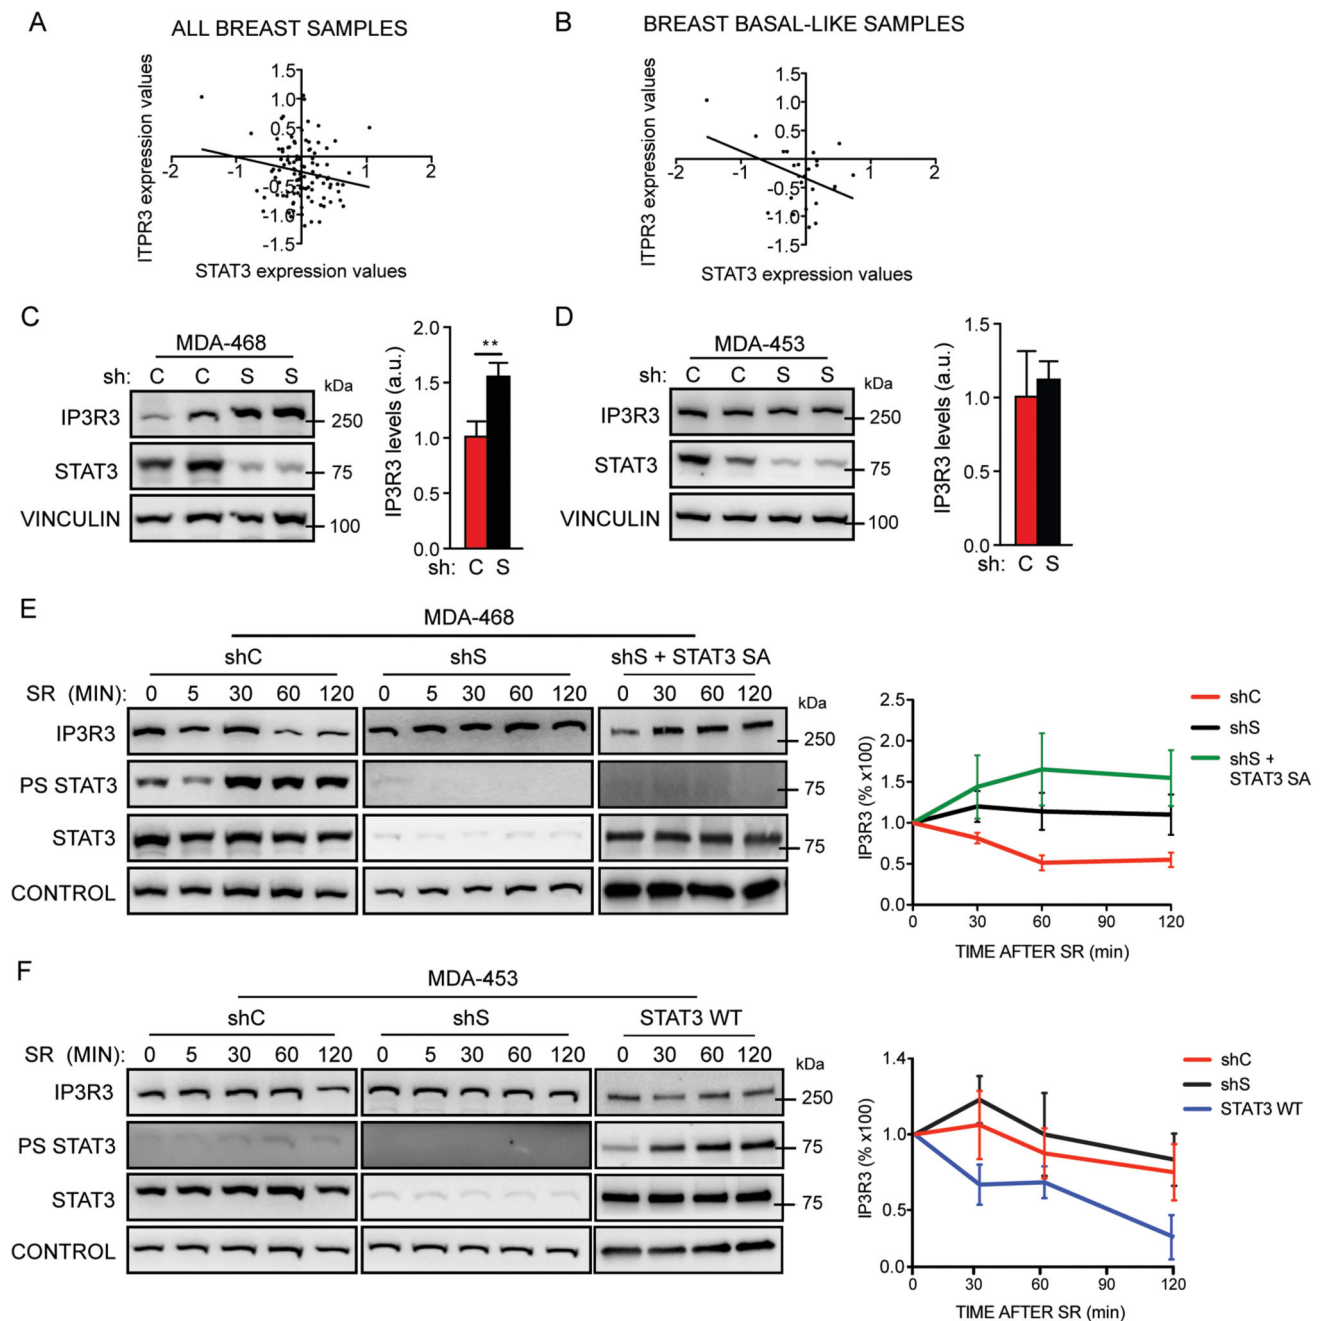 A
ALL BREAST SAMPLES
ITPR3 expression values
1.5
1.0
0.5
-2 -1 1 2
-0.5
-1.0
-1.5
STAT3 expression values
B
BREAST BASAL-LIKE SAMPLES
ITPR3 expression values
1.5
1.0
0.5
-2 -1 1 2
-0.5
-1.0
-1.5
STAT3 expression values
C
MDA-468
sh: C C S S
kDa
IP3R3
250
STAT3
75
VINCULIN
100
IP3R3 levels (a.u.)
2.0
1.5
1.0
0.5
0.0
**
sh: C S
D
MDA-453
sh: C C S S
kDa
IP3R3
250
STAT3
75
VINCULIN
100
IP3R3 levels (a.u.)
1.5
1.0
0.5
0.0
sh: C S
E
MDA-468
shC shS shS + STAT3 SA
SR (MIN): 0 5 30 60 120 0 5 30 60 120 0 30 60 120
kDa
IP3R3
250
PS STAT3
75
STAT3
75
CONTROL
IP3R3 (% x100)
2.5
2.0
1.5
1.0
0.5
0.0
0 30 60 90 120
TIME AFTER SR (min)
shC
shS
shS +
STAT3 SA
F
MDA-453
shC shS STAT3 WT
SR (MIN): 0 5 30 60 120 0 5 30 60 120 0 30 60 120
kDa
IP3R3
250
PS STAT3
75
STAT3
75
CONTROL
IP3R3 (% x100)
1.4
1.0
0.5
0.0
0 30 60 90 120
TIME AFTER SR (min)
shC
shS
STAT3 WT